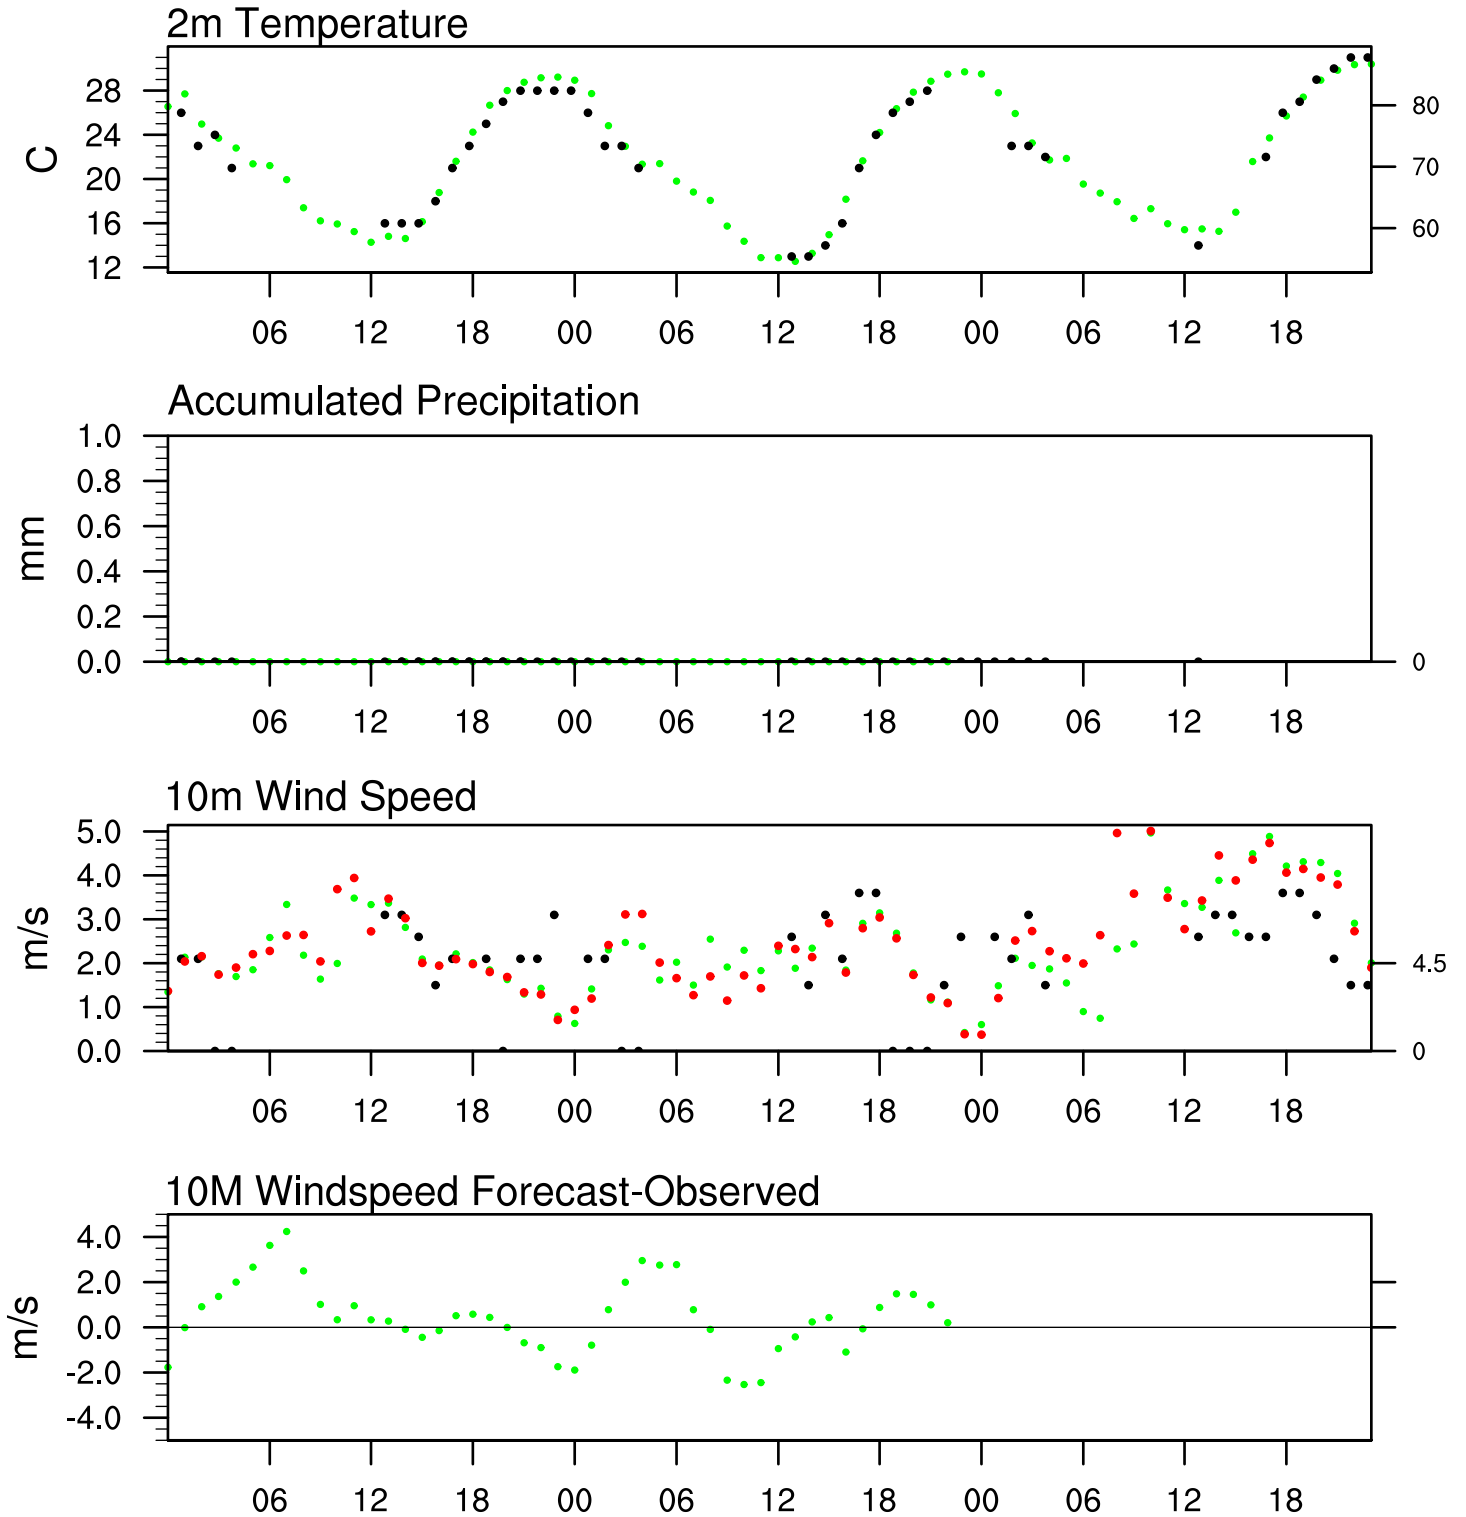 2m Temperature
28
24
20
16
12
C
80
70
60
06 12 18 00 06 12 18 00 06 12 18
Accumulated Precipitation
1.0
0.8
0.6
0.4
0.2
0.0
mm
0
06 12 18 00 06 12 18 00 06 12 18
10m Wind Speed
5.0
4.0
3.0
2.0
1.0
0.0
m/s
4.5
0
06 12 18 00 06 12 18 00 06 12 18
10M Windspeed Forecast-Observed
4.0
2.0
0.0
-2.0
-4.0
m/s
06 12 18 00 06 12 18 00 06 12 18